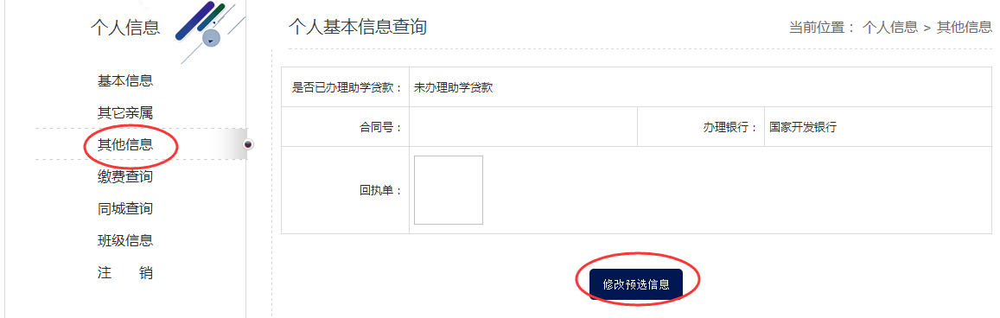 个人信息
基本信息
其它亲属
其他信息
缴费查询
同城查询
班级信息
注 销
个人基本信息查询
当前位置： 个人信息 > 其他信息
是否已办理助学贷款： 未办理助学贷款
合同号： 办理银行： 国家开发银行
回执单：
修改预选信息